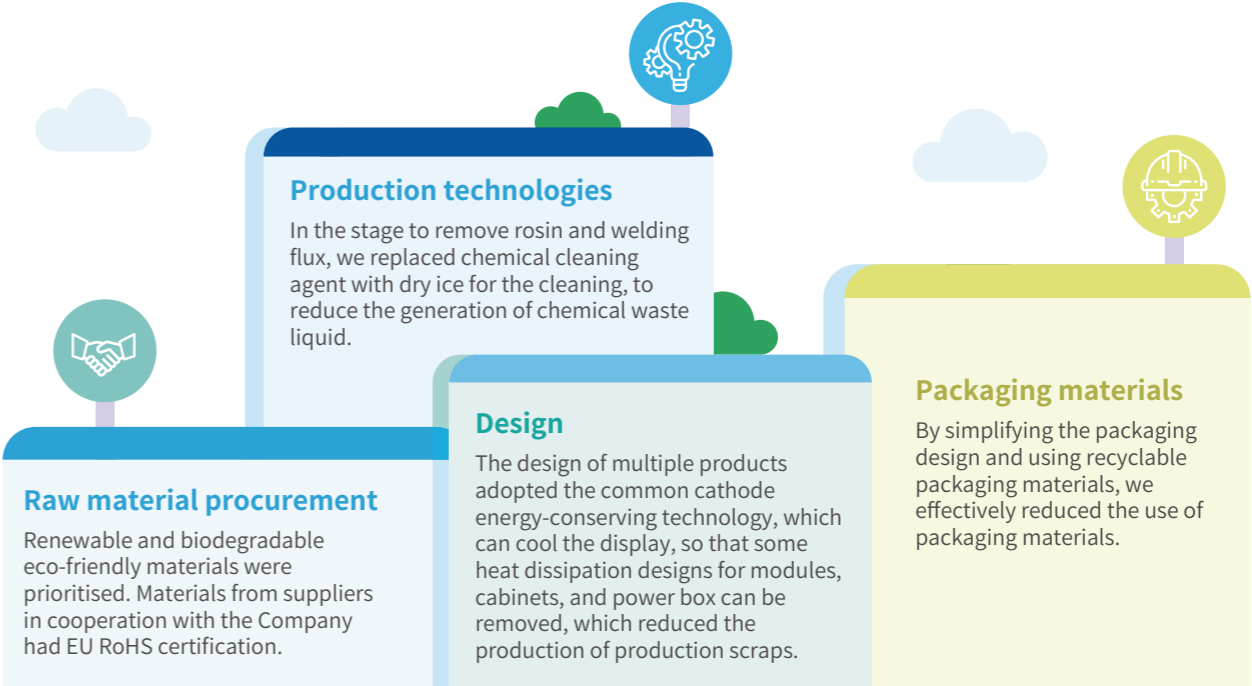 Production technologies
In the stage to remove rosin and welding
flux, we replaced chemical cleaning
agent with dry ice for the cleaning, to
reduce the generation of chemical waste
liquid.
Raw material procurement
Renewable and biodegradable
eco-friendly materials were
prioritised. Materials from suppliers
in cooperation with the Company
had EU RoHS certification.
Design
The design of multiple products
adopted the common cathode
energy-conserving technology, which
can cool the display, so that some
heat dissipation designs for modules,
cabinets, and power box can be
removed, which reduced the
production of production scraps.
Packaging materials
By simplifying the packaging
design and using recyclable
packaging materials, we
effectively reduced the use of
packaging materials.